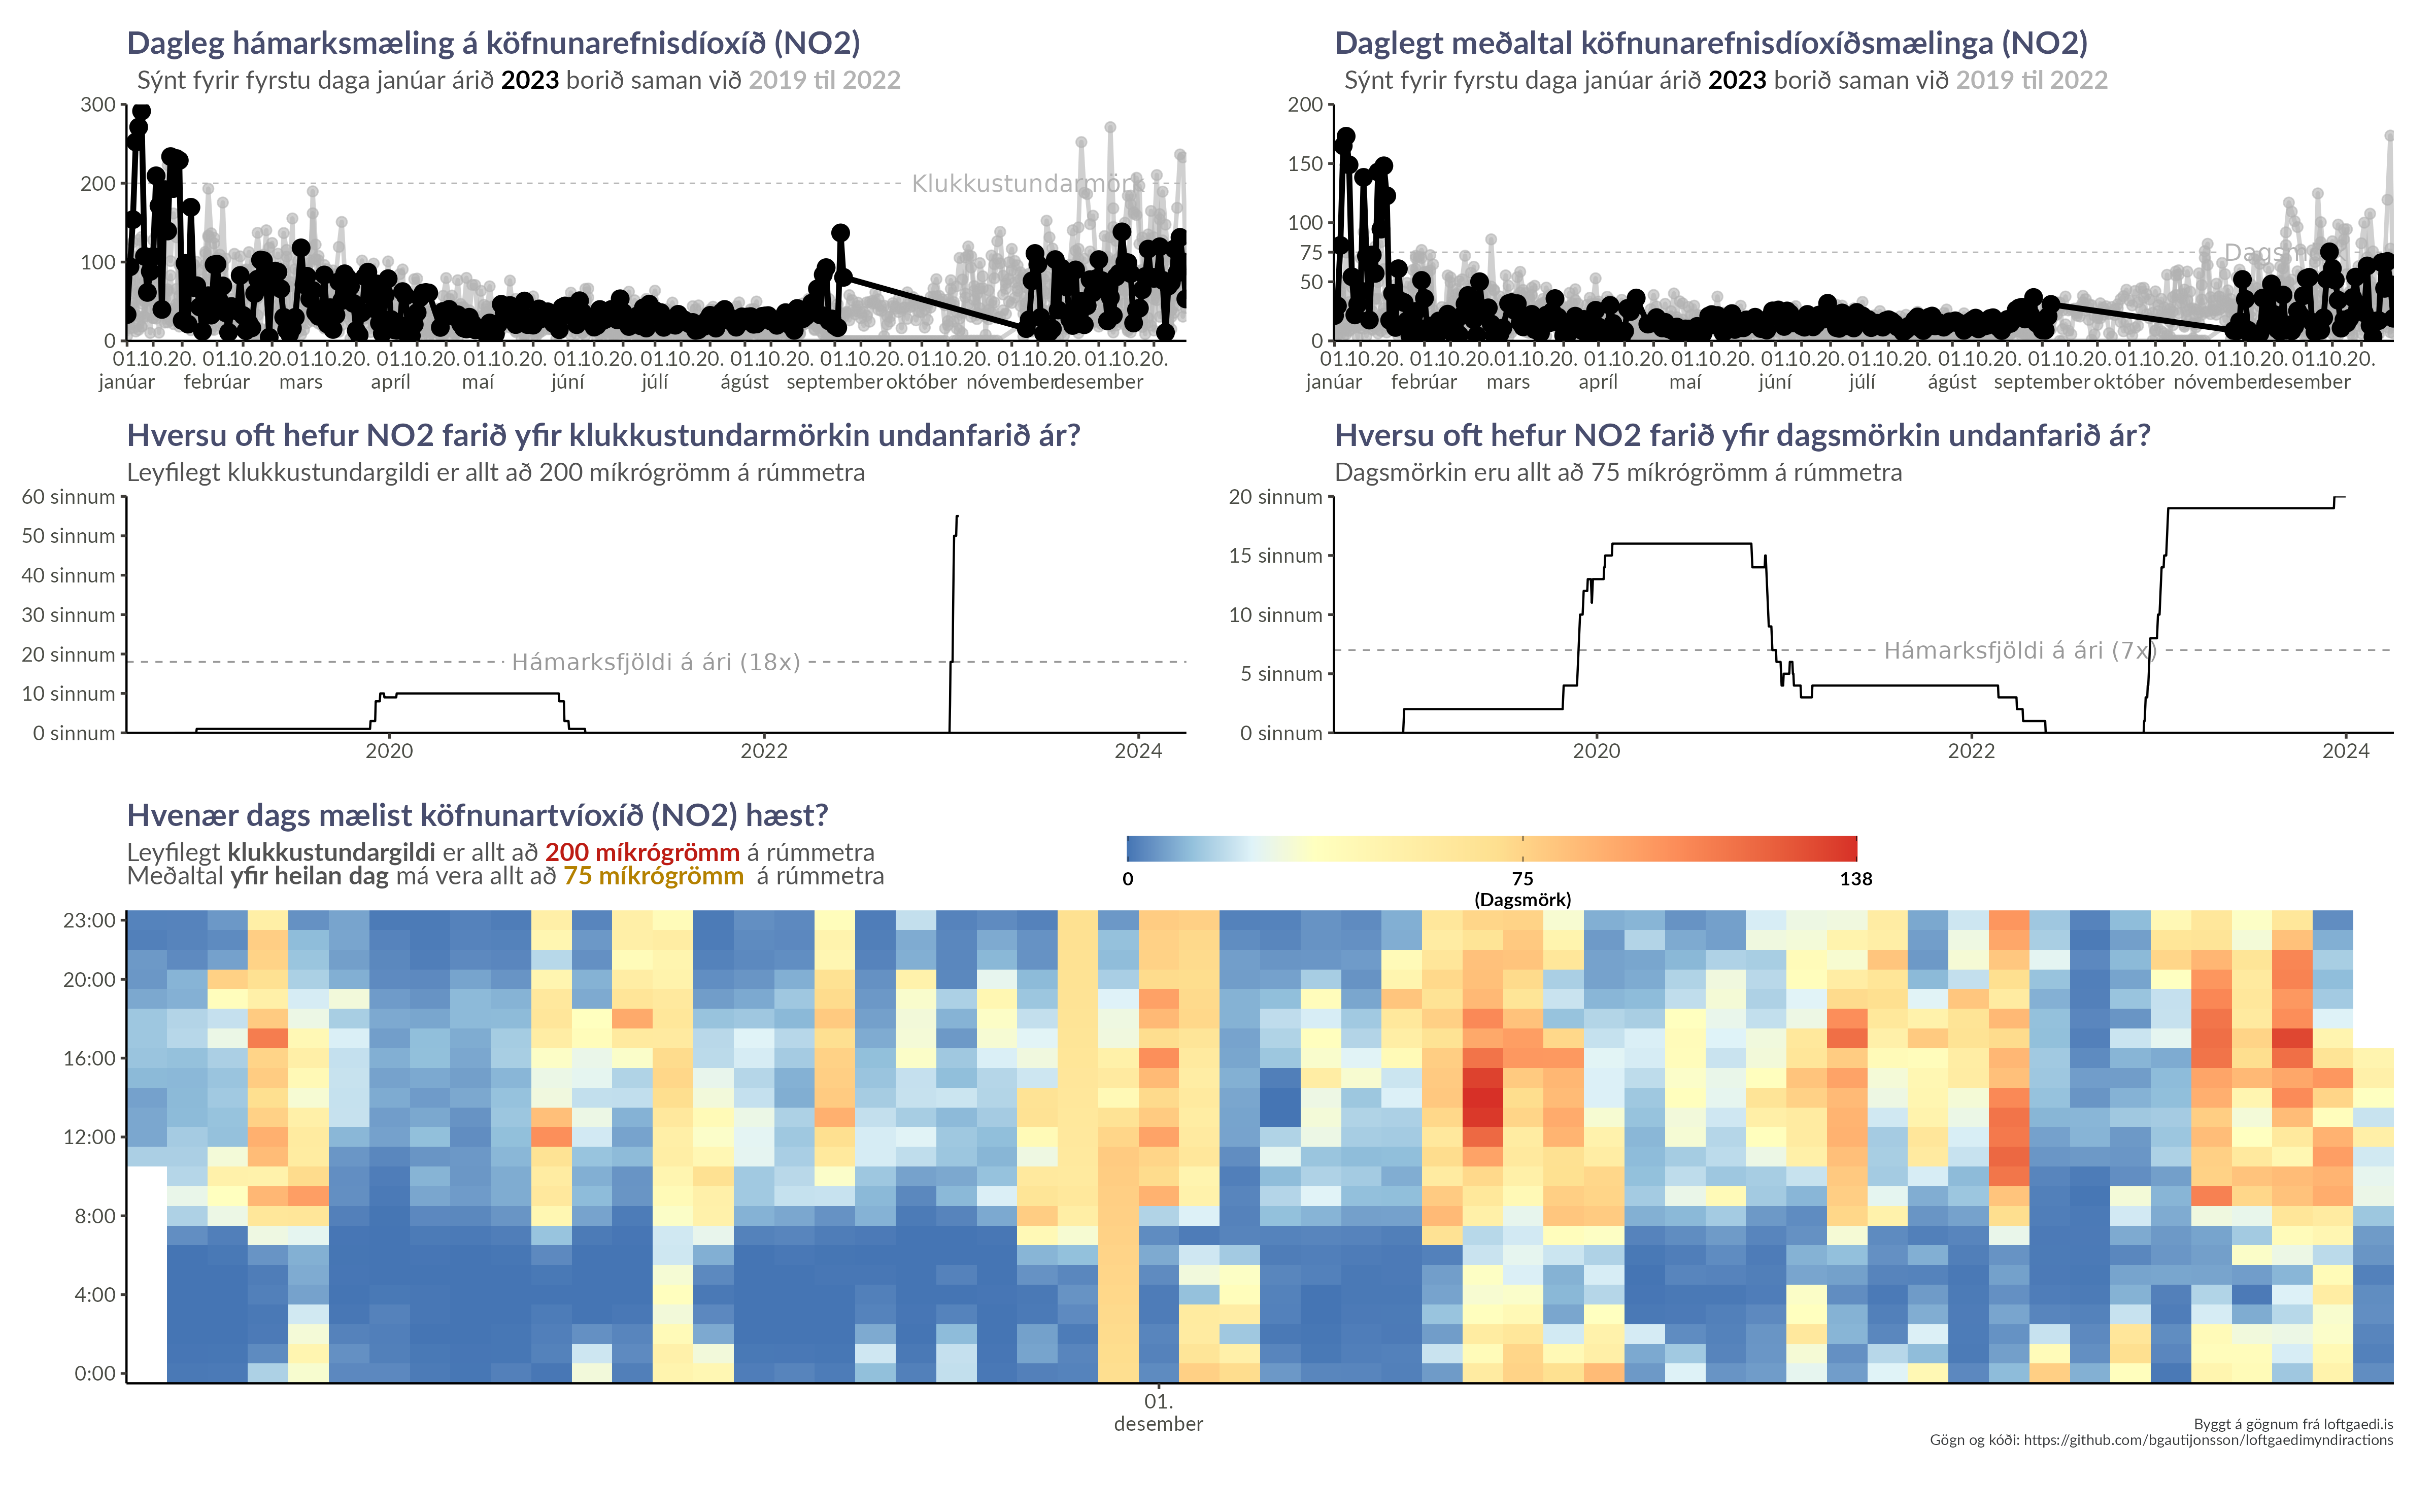 Dagleg hámarksmæling á köfnunarefnisdíoxíð (NO2)
Sýnt fyrir fyrstu daga janúar árið 2023 borið saman við 2019 til 2022
300
200
100
0
Klukkustundarmörk
01. 10. 20. 01. 10. 20. 01. 10. 20. 01. 10. 20. 01. 10. 20. 01. 10. 20. 01. 10. 20. 01. 10. 20. 01. 10. 20. 01. 10. 20. 01. 10. 20. 01. 10. 20.
janúar febrúar mars apríl maí júní júlí ágúst september október nóvember desember
Daglegt meðaltal köfnunarefnisdíoxíðsmælinga (NO2)
Sýnt fyrir fyrstu daga janúar árið 2023 borið saman við 2019 til 2022
200
150
100
75
50
0
01. 10. 20. 01. 10. 20. 01. 10. 20. 01. 10. 20. 01. 10. 20. 01. 10. 20. 01. 10. 20. 01. 10. 20. 01. 10. 20. 01. 10. 20. 01. 10. 20. 01. 10. 20.
janúar febrúar mars apríl maí júní júlí ágúst september október nóvember desember
Hversu oft hefur NO2 farið yfir klukkustundarmörkin undanfarið ár?
Leyfilegt klukkustundargildi er allt að 200 míkrógrömm á rúmmetra
60 sinnum
50 sinnum
40 sinnum
30 sinnum
20 sinnum
10 sinnum
0 sinnum
Hámarksfjöldi á ári (18x)
2020 2022 2024
Hversu oft hefur NO2 farið yfir dagsmörkin undanfarið ár?
Dagsmörkin eru allt að 75 míkrógrömm á rúmmetra
20 sinnum
15 sinnum
10 sinnum
5 sinnum
0 sinnum
Hámarksfjöldi á ári (7x)
2020 2022 2024
Hvenær dags mælist köfnunartvíoxíð (NO2) hæst?
Leyfilegt klukkustundargildi er allt að 200 míkrógrömm á rúmmetra
Meðaltal yfir heilan dag má vera allt að 75 míkrógrömm á rúmmetra
0 75 138
(Dagsmörk)
23:00
20:00
16:00
12:00
8:00
4:00
0:00
01.
desember
Byggt á gögnum frá loftgaedi.is
Gögn og kóði: https://github.com/bgautijonsson/loftgaedimyndiractions